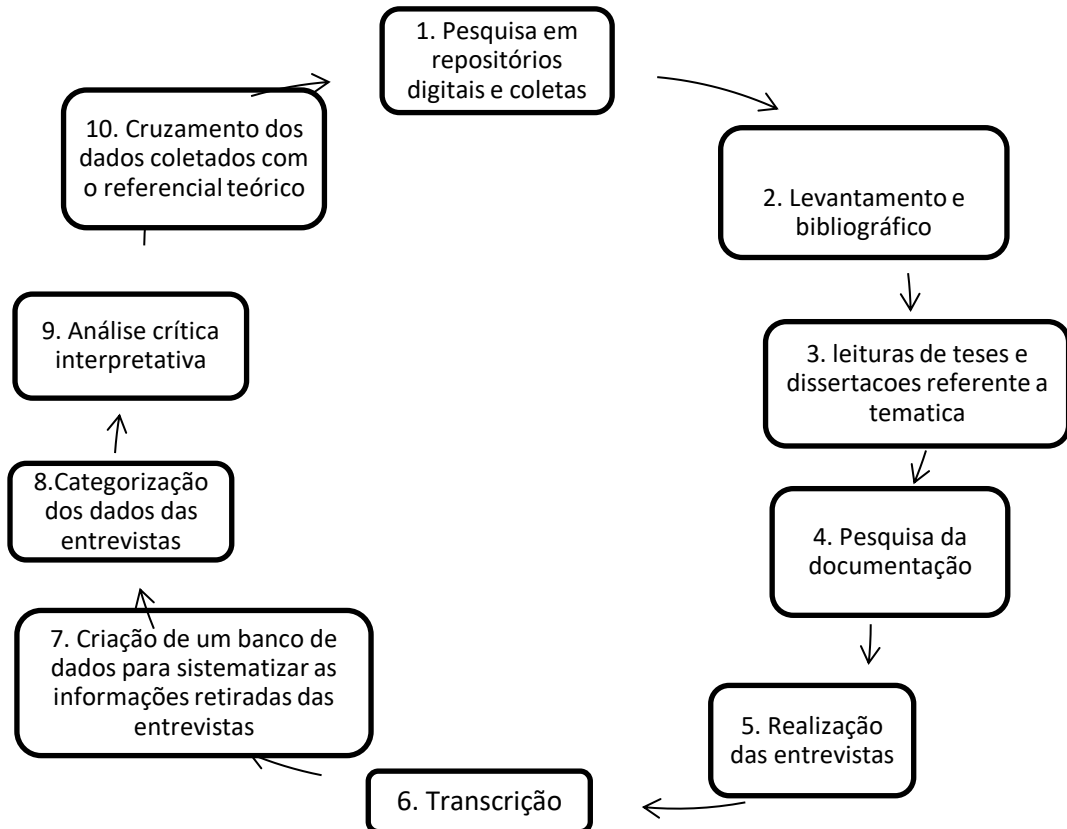 1. Pesquisa em
repositórios
digitais e coletas
2. Levantamento e
bibliográfico
3. leituras de teses e
dissertacoes referente a
tematica
4. Pesquisa da
documentação
5. Realização
das entrevistas
6. Transcrição
7. Criação de um banco de
dados para sistematizar as
informações retiradas das
entrevistas
8.Categorização
dos dados das
entrevistas
9. Análise crítica
interpretativa
10. Cruzamento dos
dados coletados com
o referencial teórico